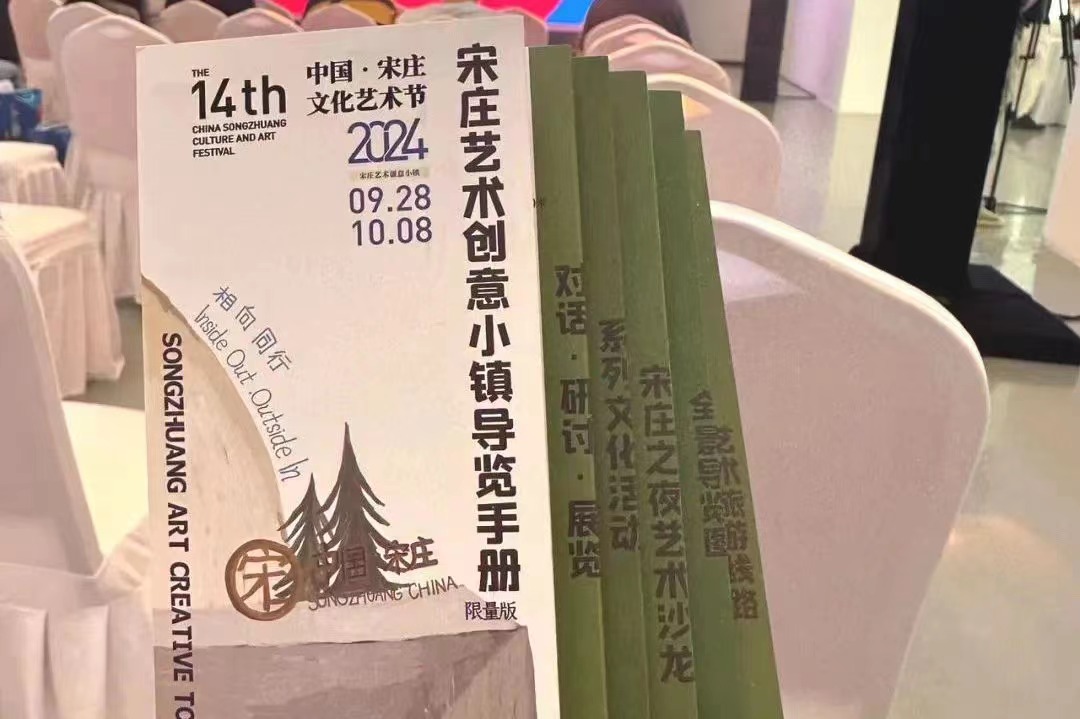 THE
14th
CHINA SONGZHUANG
CULTURE AND ART
FESTIVAL
中国·宋庄
文化艺术节
2024
宋庄艺术创意小镇
09.28
10.08
宋庄艺术创意小镇导览手册
限量版
相向同行
Inside Out Outside In
SONGZHUANG ART CREATIVE TO
宋
中国·宋庄
SONGZHUANG CHINA
对话·研讨·展览
系列文化活动
宋庄之夜艺术沙龙
全景导览图
艺术旅游线路